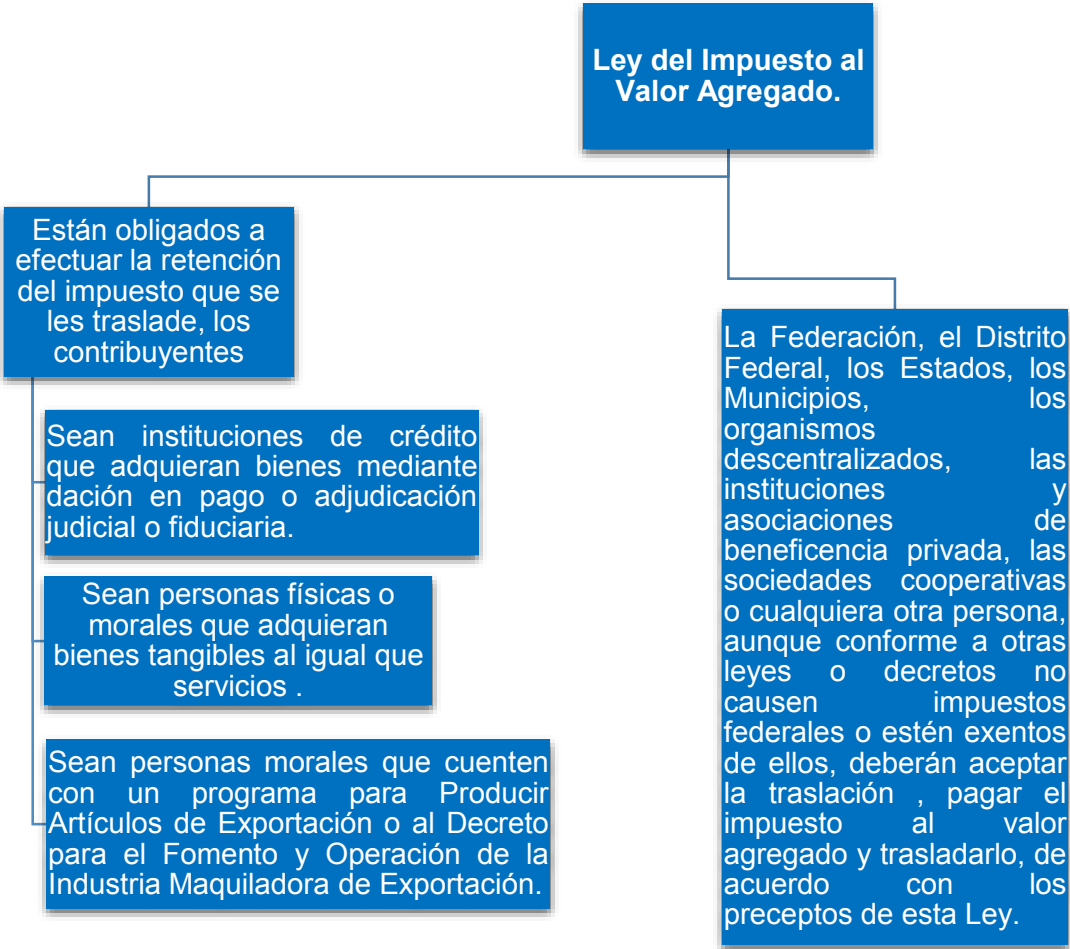 Ley del Impuesto al
Valor Agregado.
Están obligados a
efectuar la retención
del impuesto que se
les traslade, los
contribuyentes
Sean instituciones de crédito
que adquieran bienes mediante
dación en pago o adjudicación
judicial o fiduciaria.
Sean personas físicas o
morales que adquieran
bienes tangibles al igual que
servicios .
Sean personas morales que cuenten
con un programa para Producir
Artículos de Exportación o al Decreto
para el Fomento y Operación de la
Industria Maquiladora de Exportación.
La Federación, el Distrito
Federal, los Estados, los
Municipios, los
organismos
descentralizados, las
instituciones y
asociaciones de
beneficencia privada, las
sociedades cooperativas
o cualquiera otra persona,
aunque conforme a otras
leyes o decretos no
causen impuestos
federales o estén exentos
de ellos, deberán aceptar
la traslación , pagar el
impuesto al valor
agregado y trasladarlo, de
acuerdo con los
preceptos de esta Ley.